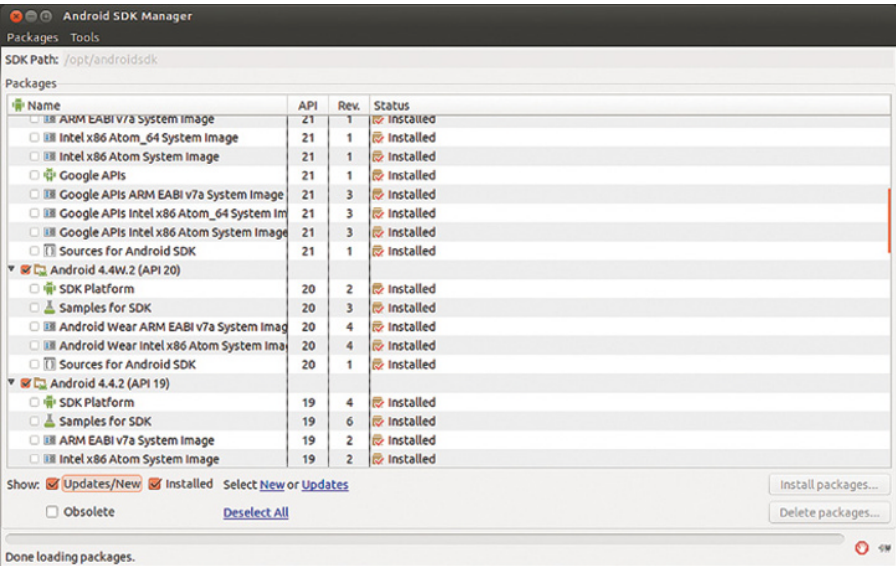 Android SDK Manager
Packages Tools
SDK Path: /opt/androidsdk
Packages
Name API Rev. Status
ARM EABI v7a System Image 21 1 Installed
Intel x86 Atom_64 System Image 21 1 Installed
Intel x86 Atom System Image 21 1 Installed
Google APIs 21 1 Installed
Google APIs ARM EABI v7a System Image 21 3 Installed
Google APIs Intel x86 Atom_64 System Im 21 3 Installed
Google APIs Intel x86 Atom System Image 21 3 Installed
Sources for Android SDK 21 1 Installed
Android 4.4W.2 (API 20)
SDK Platform 20 2 Installed
Samples for SDK 20 3 Installed
Android Wear ARM EABI v7a System Imag 20 4 Installed
Android Wear Intel x86 Atom System Ima 20 4 Installed
Sources for Android SDK 20 1 Installed
Android 4.4.2 (API 19)
SDK Platform 19 4 Installed
Samples for SDK 19 6 Installed
ARM EABI v7a System Image 19 2 Installed
Intel x86 Atom System Image 19 2 Installed
Show: Updates/New Installed Select New or Updates Install packages...
Obsolete Deselect All Delete packages...
Done loading packages.